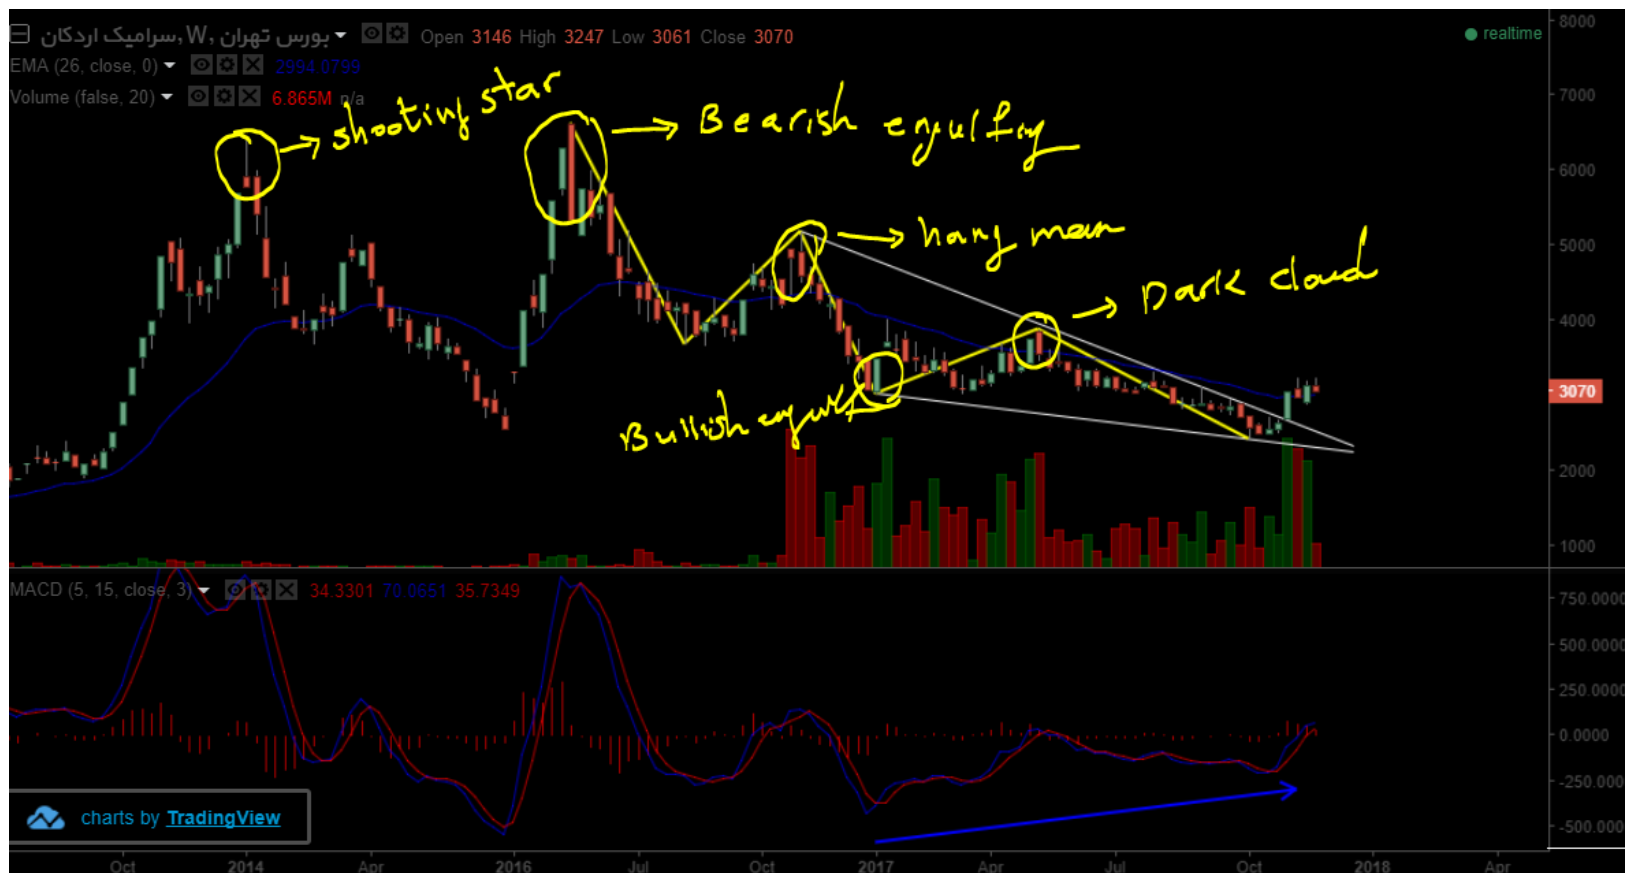 سرامیک اردکان, W, بورس تهران Open 3146 High 3247 Low 3061 Close 3070
realtime
EMA (26, close, 0) 2994.0799
Volume (false, 20) 6.865M n/a
shooting star
Bearish engulfing
hang man
Dark cloud
Bullish
8000
7000
6000
5000
4000
3070
2000
1000
MACD (5, 15, close, 3) 34.3301 70.0651 35.7349
750.0000
500.0000
250.0000
0.0000
-250.000
-500.000
charts by TradingView
Oct 2014 Apr 2016 Jul Oct 2017 Apr Jul Oct 2018 Apr